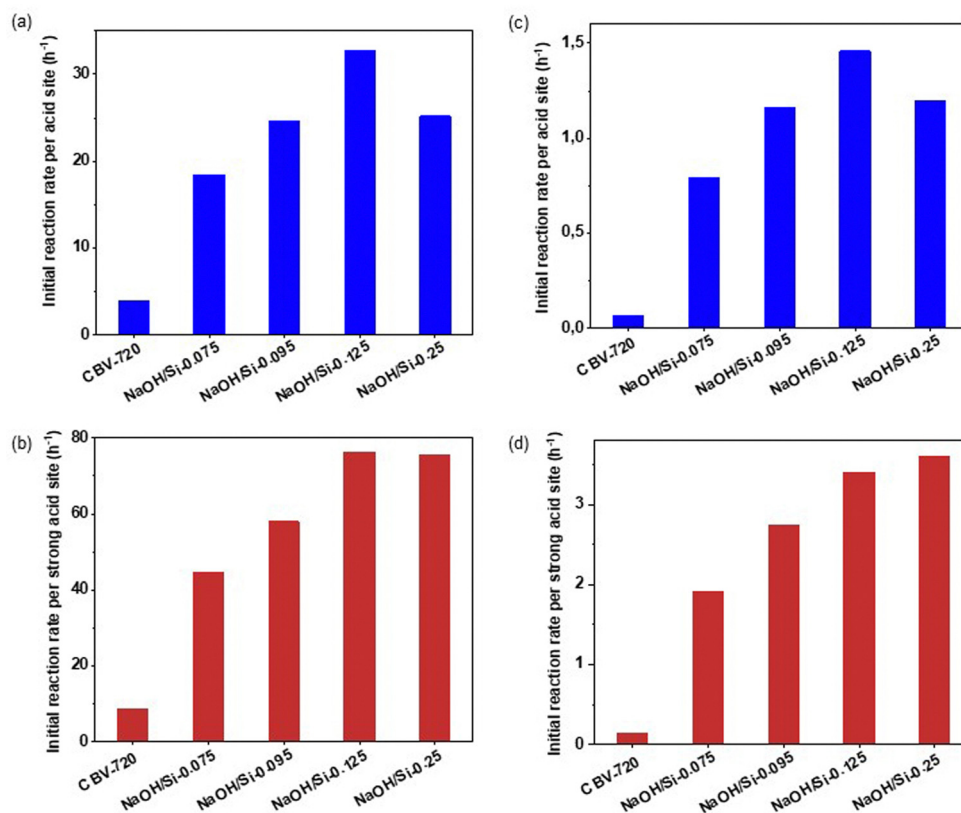 (a)
Initial reaction rate per acid site (h⁻¹)
30
20
10
0
CBV-720
NaOH/Si-0.075
NaOH/Si-0.095
NaOH/Si-0.125
NaOH/Si-0.25
(c)
Initial reaction rate per acid site (h⁻¹)
1,5
1,0
0,5
0,0
CBV-720
NaOH/Si-0.075
NaOH/Si-0.095
NaOH/Si-0.125
NaOH/Si-0.25
(b)
Initial reaction rate per strong acid site (h⁻¹)
80
60
40
20
0
CBV-720
NaOH/Si-0.075
NaOH/Si-0.095
NaOH/Si-0.125
NaOH/Si-0.25
(d)
Initial reaction rate per strong acid site (h⁻¹)
3
2
1
0
CBV-720
NaOH/Si-0.075
NaOH/Si-0.095
NaOH/Si-0.125
NaOH/Si-0.25